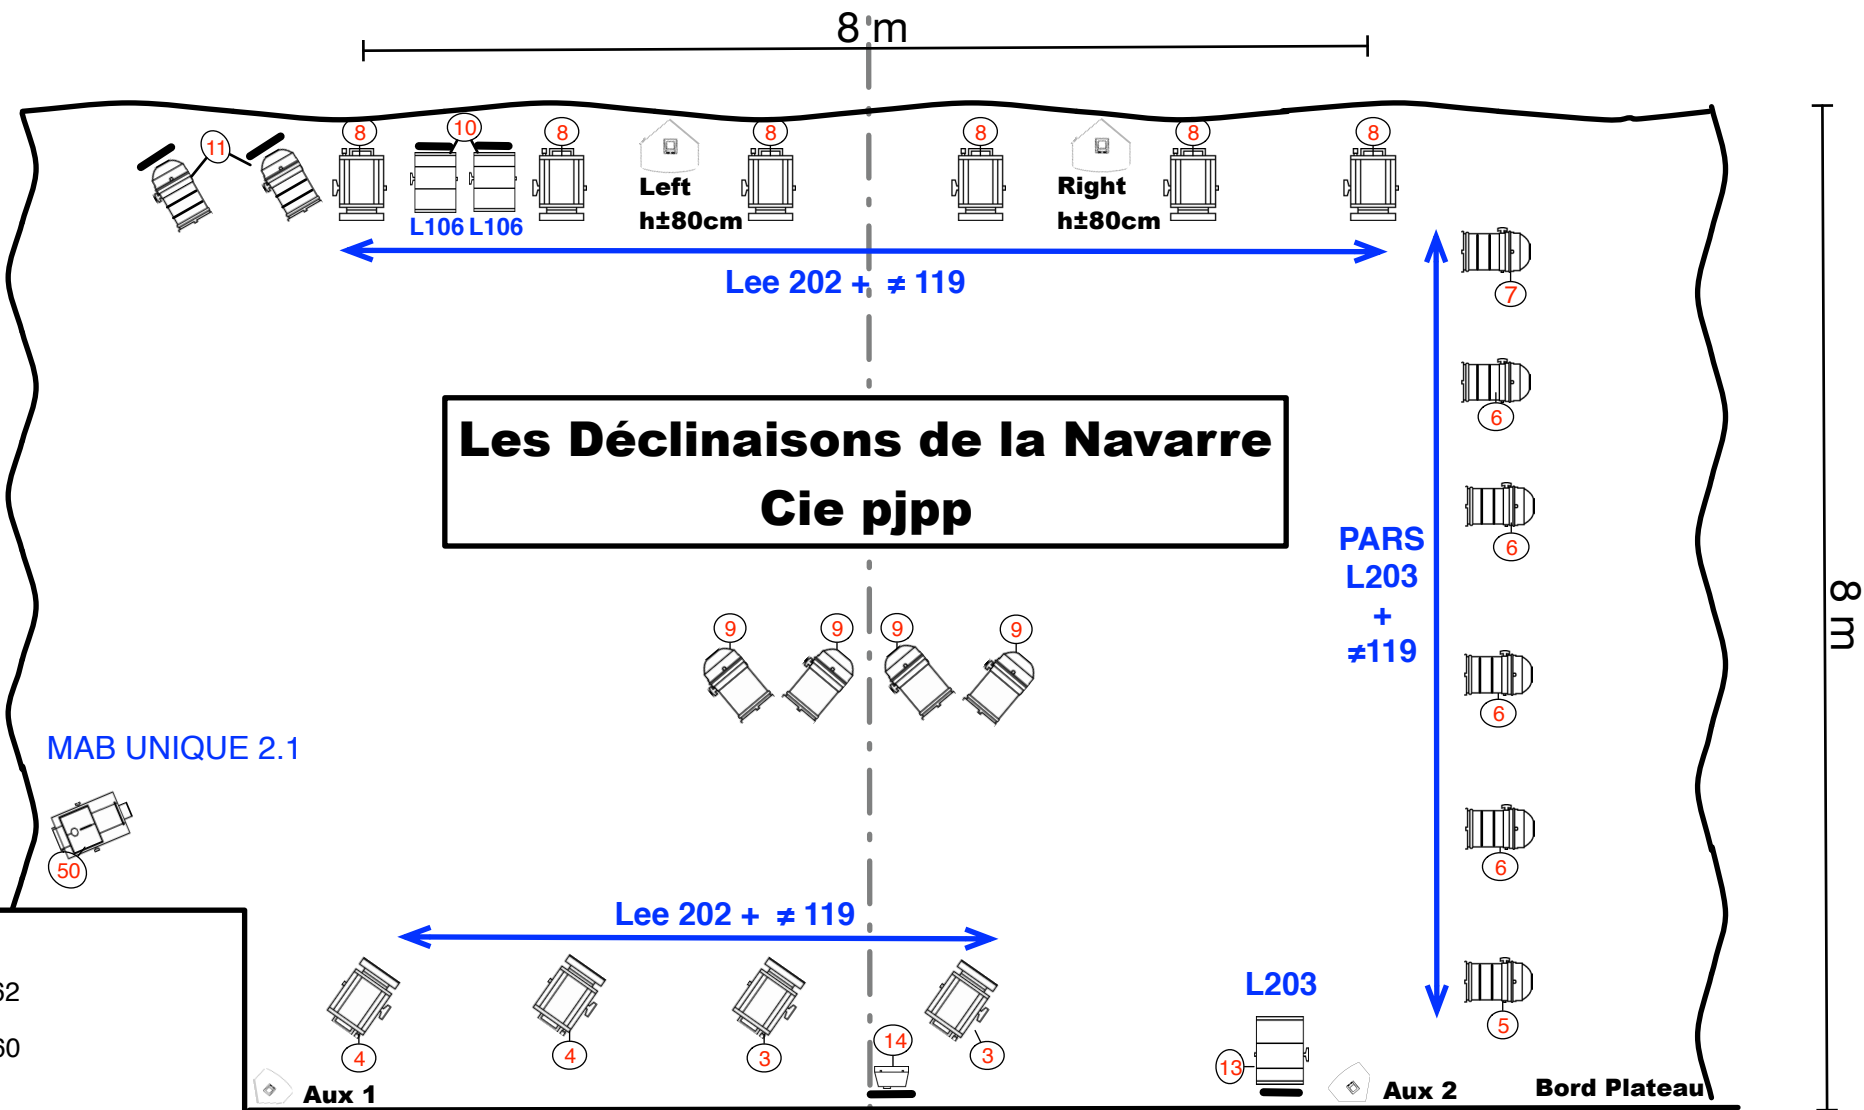 8 m
11
8
10
8
8
8
8
8
Left
h±80cm
Right
h±80cm
L106 L106
Lee 202 + ≠ 119
7
6
Les Déclinaisons de la Navarre
Cie pjpp
PARS
L203
+
≠119
6
8 m
9
9
9
9
6
MAB UNIQUE 2.1
50
6
Lee 202 + ≠ 119
L203
5
4
4
3
14
3
13
62
60
Aux 1
Aux 2
Bord Plateau